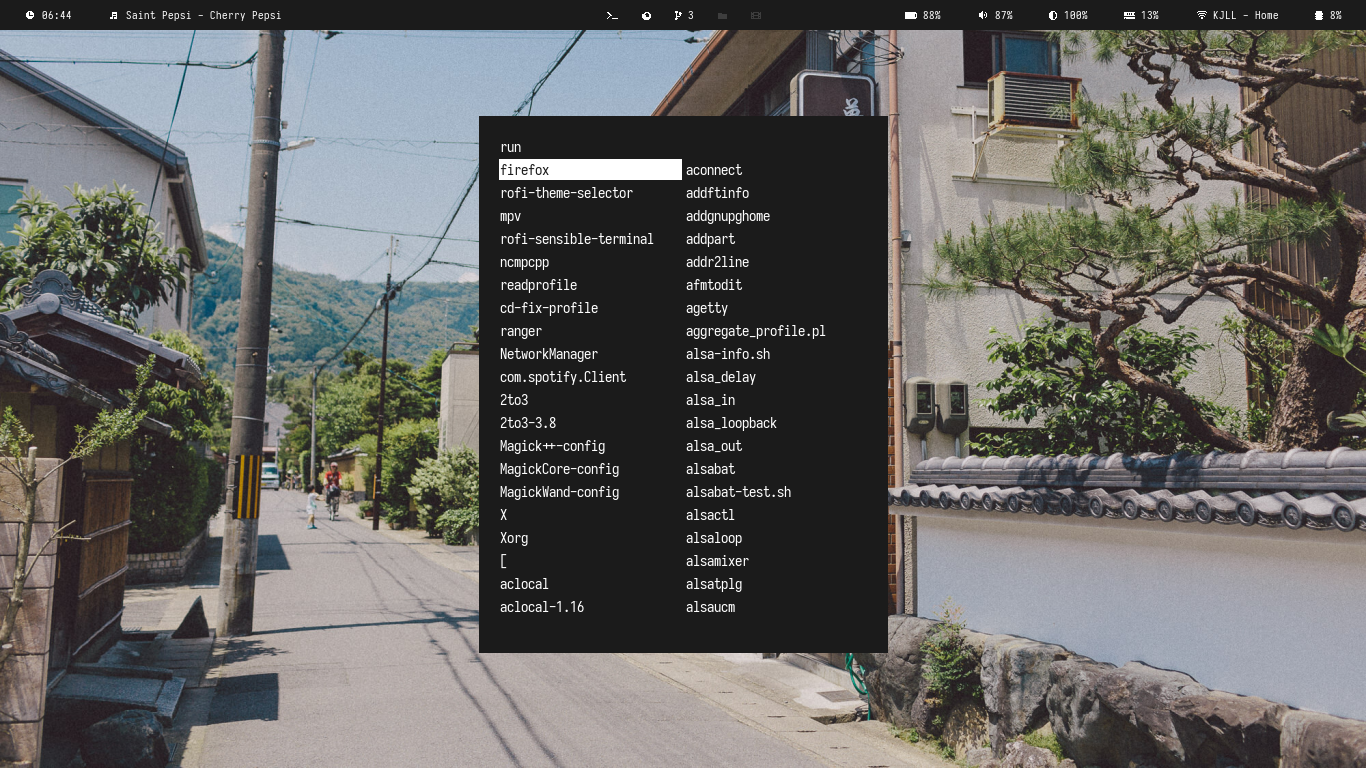 06:44 Saint Pepsi – Cherry Pepsi 3 88% 87% 100% 13% KJLL – Home 8%
run
firefox aconnect
rofi-theme-selector addftinfo
mpv addgnupghome
rofi-sensible-terminal addpart
ncmpcpp addr2line
readprofile afmtodit
cd-fix-profile agetty
ranger aggregate_profile.pl
NetworkManager alsa-info.sh
com.spotify.Client alsa_delay
2to3 alsa_in
2to3-3.8 alsa_loopback
Magick++-config alsa_out
MagickCore-config alsabat
MagickWand-config alsabat-test.sh
X alsactl
Xorg alsaloop
[ alsamixer
aclocal alsatplg
aclocal-1.16 alsaucm